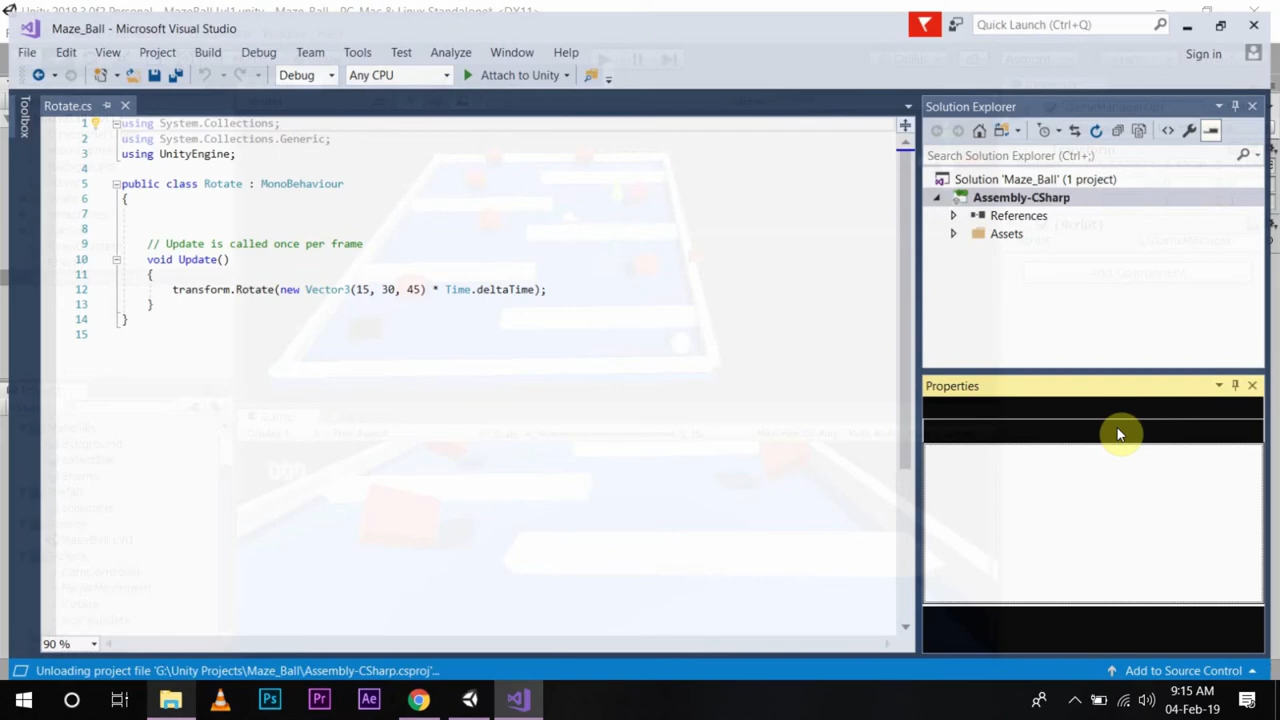 Maze_Ball - Microsoft Visual Studio
Quick Launch (Ctrl+Q)
File Edit View Project Build Debug Team Tools Test Analyze Window Help
Sign in
Debug Any CPU Attach to Unity
Toolbox
Rotate.cs
1 using System.Collections;
2 using System.Collections.Generic;
3 using UnityEngine;
4
5 public class Rotate : MonoBehaviour
6 {
7
8
9 // Update is called once per frame
10 void Update()
11 {
12 transform.Rotate(new Vector3(15, 30, 45) * Time.deltaTime);
13 }
14 }
15
90 %
Solution Explorer
Search Solution Explorer (Ctrl+;)
Solution 'Maze_Ball' (1 project)
Assembly-CSharp
References
Assets
Properties
Unloading project file 'G:\Unity Projects\Maze_Ball\Assembly-CSharp.csproj'...
Add to Source Control
Ps Pr Ae
9:15 AM
04-Feb-19